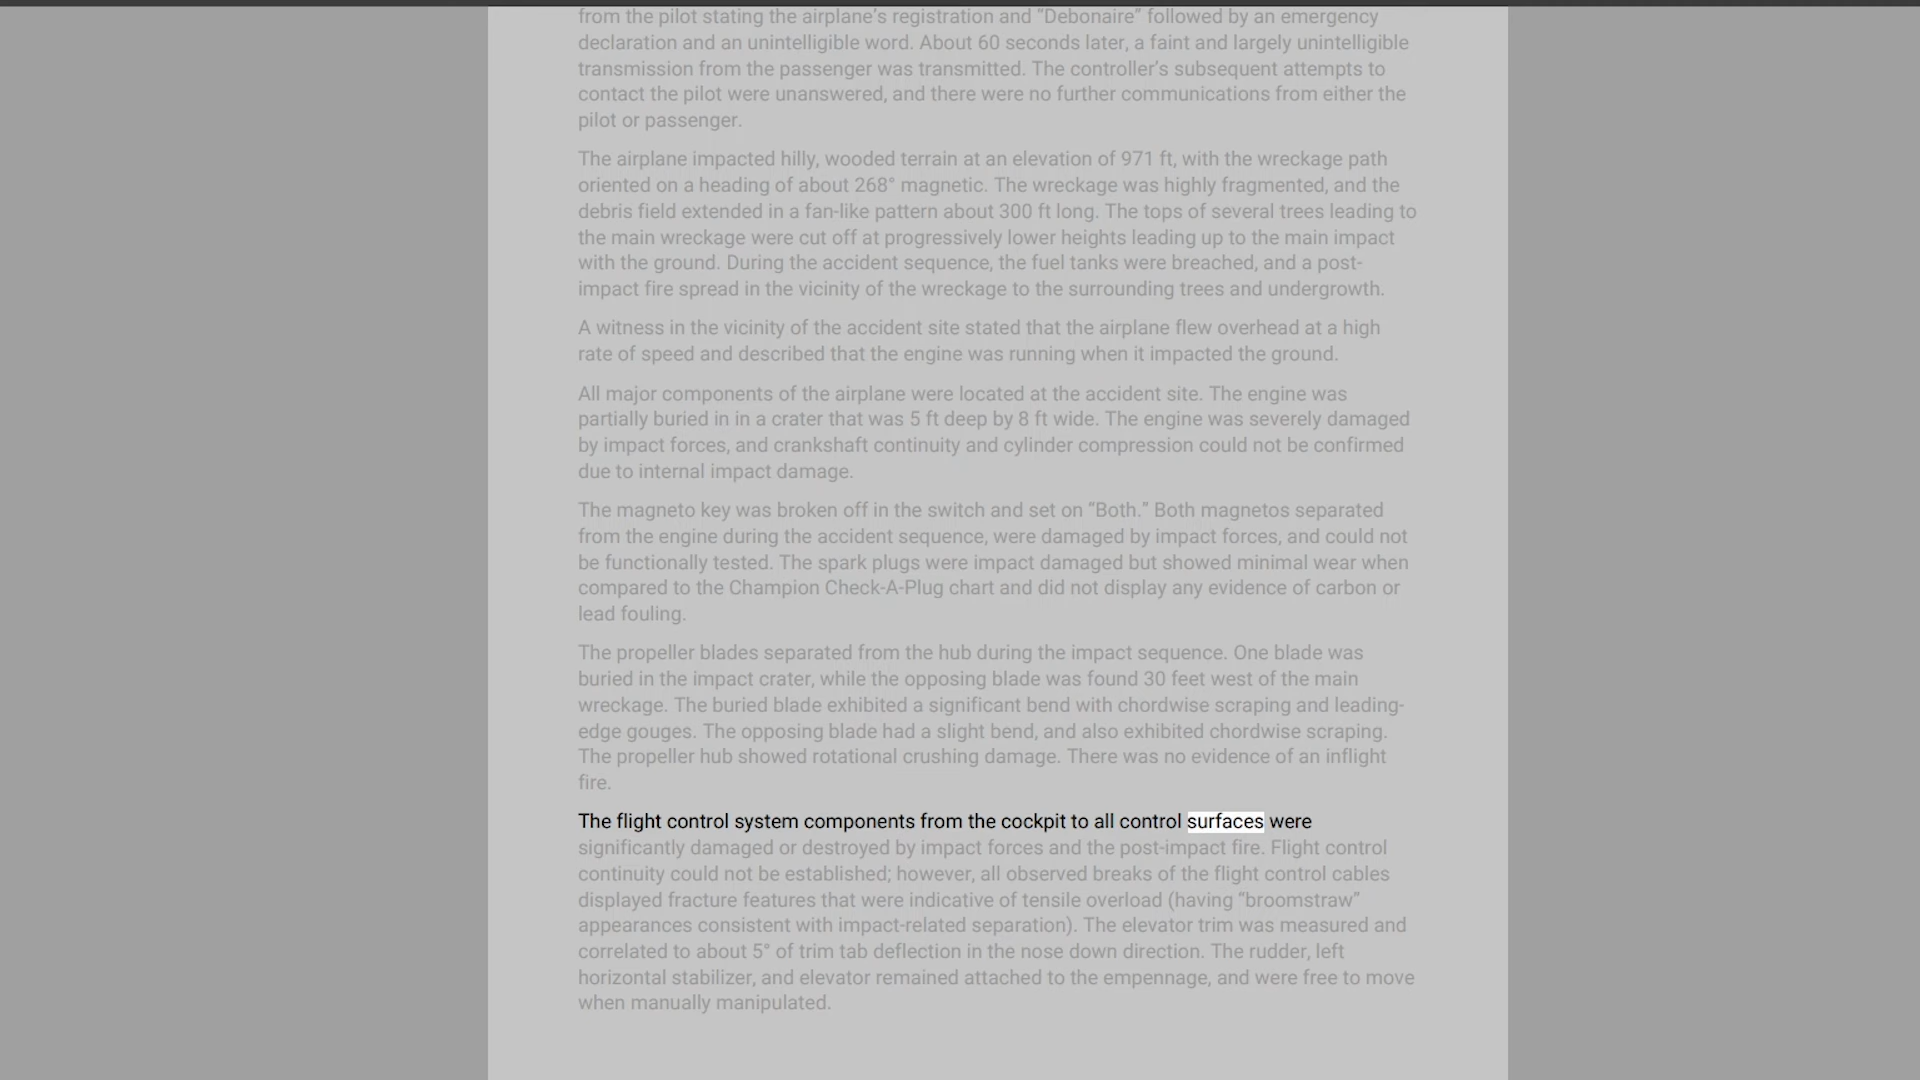 from the pilot stating the airplane’s registration and “Debonaire” followed by an emergency
declaration and an unintelligible word. About 60 seconds later, a faint and largely unintelligible
transmission from the passenger was transmitted. The controller’s subsequent attempts to
contact the pilot were unanswered, and there were no further communications from either the
pilot or passenger.
The airplane impacted hilly, wooded terrain at an elevation of 971 ft, with the wreckage path
oriented on a heading of about 268° magnetic. The wreckage was highly fragmented, and the
debris field extended in a fan-like pattern about 300 ft long. The tops of several trees leading to
the main wreckage were cut off at progressively lower heights leading up to the main impact
with the ground. During the accident sequence, the fuel tanks were breached, and a post-
impact fire spread in the vicinity of the wreckage to the surrounding trees and undergrowth.
A witness in the vicinity of the accident site stated that the airplane flew overhead at a high
rate of speed and described that the engine was running when it impacted the ground.
All major components of the airplane were located at the accident site. The engine was
partially buried in in a crater that was 5 ft deep by 8 ft wide. The engine was severely damaged
by impact forces, and crankshaft continuity and cylinder compression could not be confirmed
due to internal impact damage.
The magneto key was broken off in the switch and set on “Both.” Both magnetos separated
from the engine during the accident sequence, were damaged by impact forces, and could not
be functionally tested. The spark plugs were impact damaged but showed minimal wear when
compared to the Champion Check-A-Plug chart and did not display any evidence of carbon or
lead fouling.
The propeller blades separated from the hub during the impact sequence. One blade was
buried in the impact crater, while the opposing blade was found 30 feet west of the main
wreckage. The buried blade exhibited a significant bend with chordwise scraping and leading-
edge gouges. The opposing blade had a slight bend, and also exhibited chordwise scraping.
The propeller hub showed rotational crushing damage. There was no evidence of an inflight
fire.
The flight control system components from the cockpit to all control surfaces were
significantly damaged or destroyed by impact forces and the post-impact fire. Flight control
continuity could not be established; however, all observed breaks of the flight control cables
displayed fracture features that were indicative of tensile overload (having “broomstraw”
appearances consistent with impact-related separation). The elevator trim was measured and
correlated to about 5° of trim tab deflection in the nose down direction. The rudder, left
horizontal stabilizer, and elevator remained attached to the empennage, and were free to move
when manually manipulated.